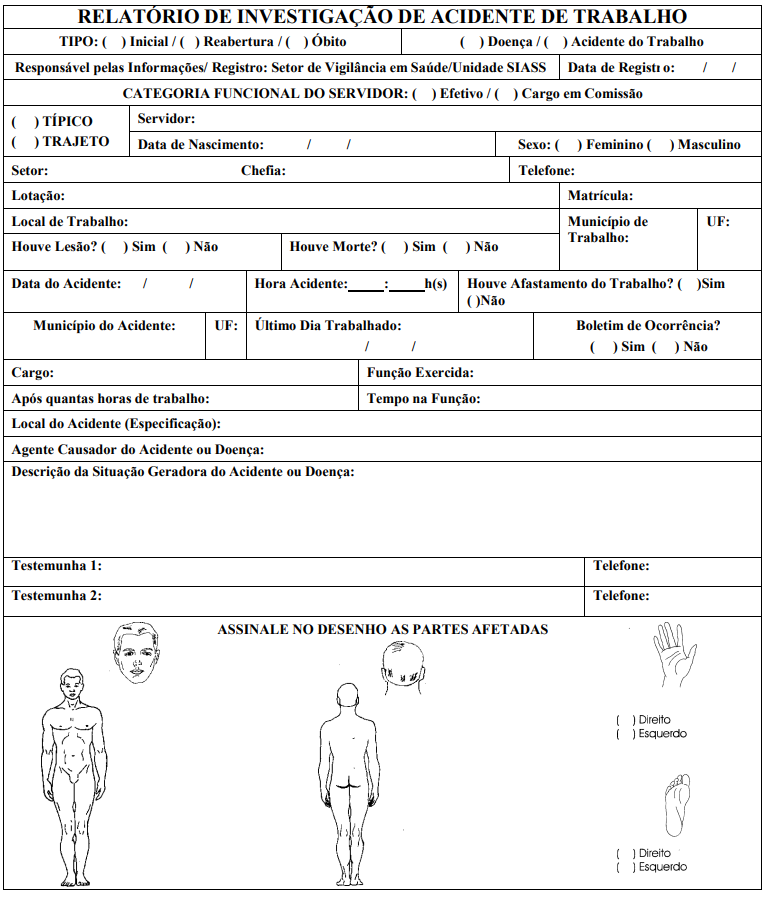 RELATÓRIO DE INVESTIGAÇÃO DE ACIDENTE DE TRABALHO
TIPO: (   ) Inicial / (   ) Reabertura / (   ) Óbito
(   ) Doença / (   ) Acidente do Trabalho
Responsável pelas Informações/ Registro: Setor de Vigilância em Saúde/Unidade SIASS
Data de Registro:      /      /
CATEGORIA FUNCIONAL DO SERVIDOR: (   ) Efetivo / (   ) Cargo em Comissão
(   ) TÍPICO
(   ) TRAJETO
Servidor:
Data de Nascimento:      /      /
Sexo: (   ) Feminino (   ) Masculino
Setor:
Chefia:
Telefone:
Lotação:
Matrícula:
Local de Trabalho:
Município de
Trabalho:
UF:
Houve Lesão? (   ) Sim (   ) Não
Houve Morte? (   ) Sim (   ) Não
Data do Acidente:      /      /
Hora Acidente:_____:_____h(s)
Houve Afastamento do Trabalho? (   )Sim
( )Não
Município do Acidente:
UF:
Último Dia Trabalhado:
/      /
Boletim de Ocorrência?
(   ) Sim (   ) Não
Cargo:
Função Exercida:
Após quantas horas de trabalho:
Tempo na Função:
Local do Acidente (Especificação):
Agente Causador do Acidente ou Doença:
Descrição da Situação Geradora do Acidente ou Doença:
Testemunha 1:
Telefone:
Testemunha 2:
Telefone:
ASSINALE NO DESENHO AS PARTES AFETADAS
(   ) Direito
(   ) Esquerdo
(   ) Direito
(   ) Esquerdo